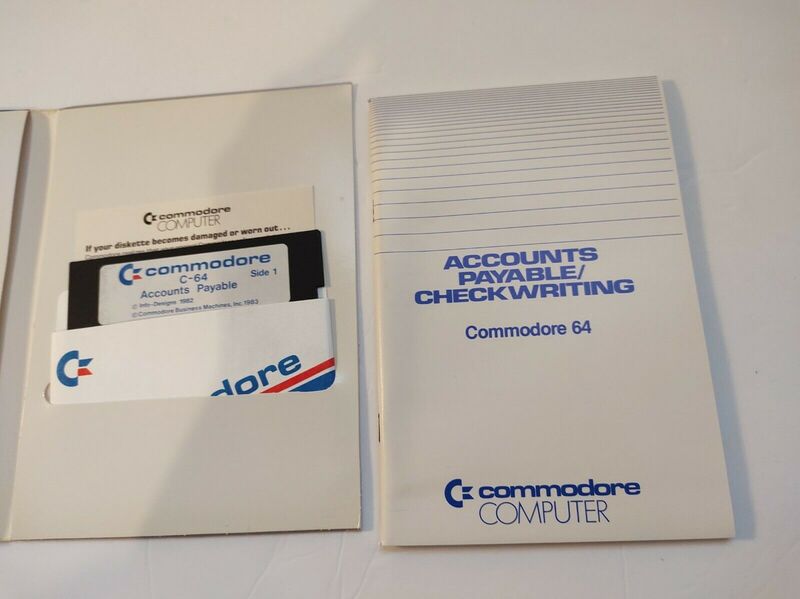 commodore
COMPUTER
If your diskette becomes damaged or worn out...
commodore
C-64
Side 1
Accounts Payable
© Info-Designs 1982
© Commodore Business Machines, Inc. 1983
dore
ACCOUNTS
PAYABLE/
CHECKWRITING
Commodore 64
commodore
COMPUTER